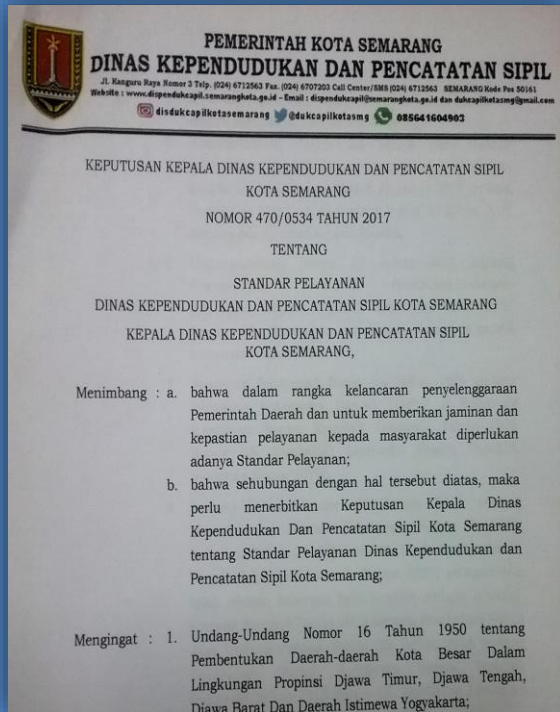 PEMERINTAH KOTA SEMARANG
DINAS KEPENDUDUKAN DAN PENCATATAN SIPIL
Jl. Kanguru Raya Nomor 3 Telp. (024) 6712563 Fax. (024) 6707203 Call Center/SMS (024) 6712563 SEMARANG Kode Pos 50161
Website : www.dispendukcapil.semarangkota.go.id - Email : dispendukcapil@semarangkota.go.id dan dukcapilkotasmg@gmail.com
disdukcapilkotasemarang @dukcapilkotasmg 085641604903
KEPUTUSAN KEPALA DINAS KEPENDUDUKAN DAN PENCATATAN SIPIL
KOTA SEMARANG
NOMOR 470/0534 TAHUN 2017
TENTANG
STANDAR PELAYANAN
DINAS KEPENDUDUKAN DAN PENCATATAN SIPIL KOTA SEMARANG
KEPALA DINAS KEPENDUDUKAN DAN PENCATATAN SIPIL
KOTA SEMARANG,
Menimbang : a. bahwa dalam rangka kelancaran penyelenggaraan
Pemerintah Daerah dan untuk memberikan jaminan dan
kepastian pelayanan kepada masyarakat diperlukan
adanya Standar Pelayanan;
b. bahwa sehubungan dengan hal tersebut diatas, maka
perlu menerbitkan Keputusan Kepala Dinas
Kependudukan Dan Pencatatan Sipil Kota Semarang
tentang Standar Pelayanan Dinas Kependudukan dan
Pencatatan Sipil Kota Semarang;
Mengingat : 1. Undang-Undang Nomor 16 Tahun 1950 tentang
Pembentukan Daerah-daerah Kota Besar Dalam
Lingkungan Propinsi Djawa Timur, Djawa Tengah,
Djawa Barat Dan Daerah Istimewa Yogyakarta;